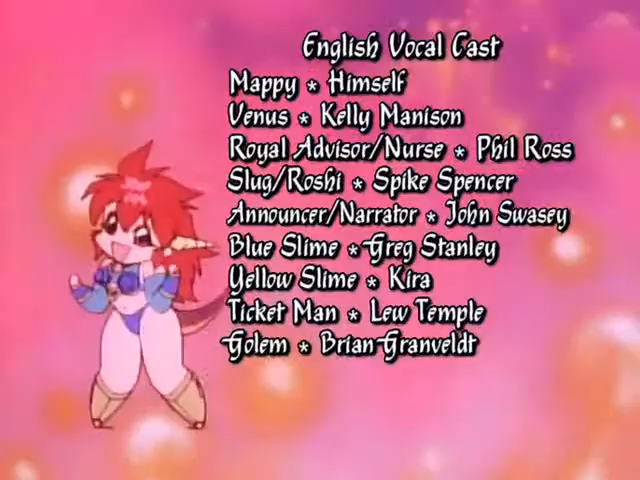 English Vocal Cast
Mappy * Himself
Venus * Kelly Manison
Royal Advisor/Nurse * Phil Ross
Slug/Roshi * Spike Spencer
Announcer/Narrator * John Swasey
Blue Slime * Greg Stanley
Yellow Slime * Kira
Ticket Man * Lew Temple
Golem * Brian Granveldt